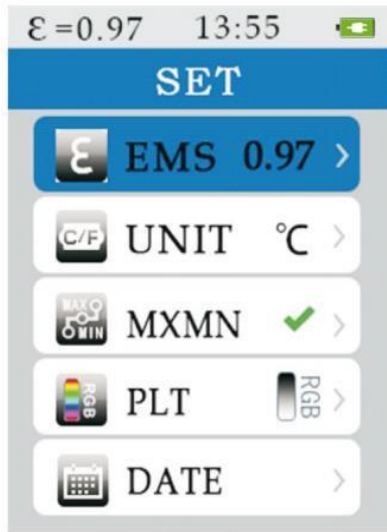 ε=0.97 13:55
SET
ε EMS 0.97 >
C/F UNIT °C >
MAX MIN MXMN ✓ >
RGB PLT RGB >
DATE >